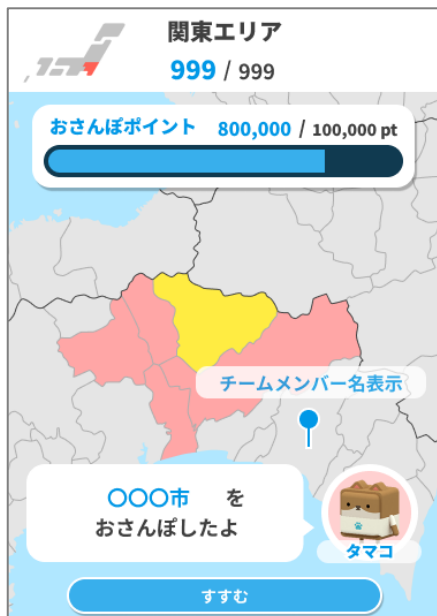 関東エリア
999 / 999
おさんぽポイント 800,000 / 100,000 pt
チームメンバー名表示
〇〇〇市 を
おさんぽしたよ
タマコ
すすむ